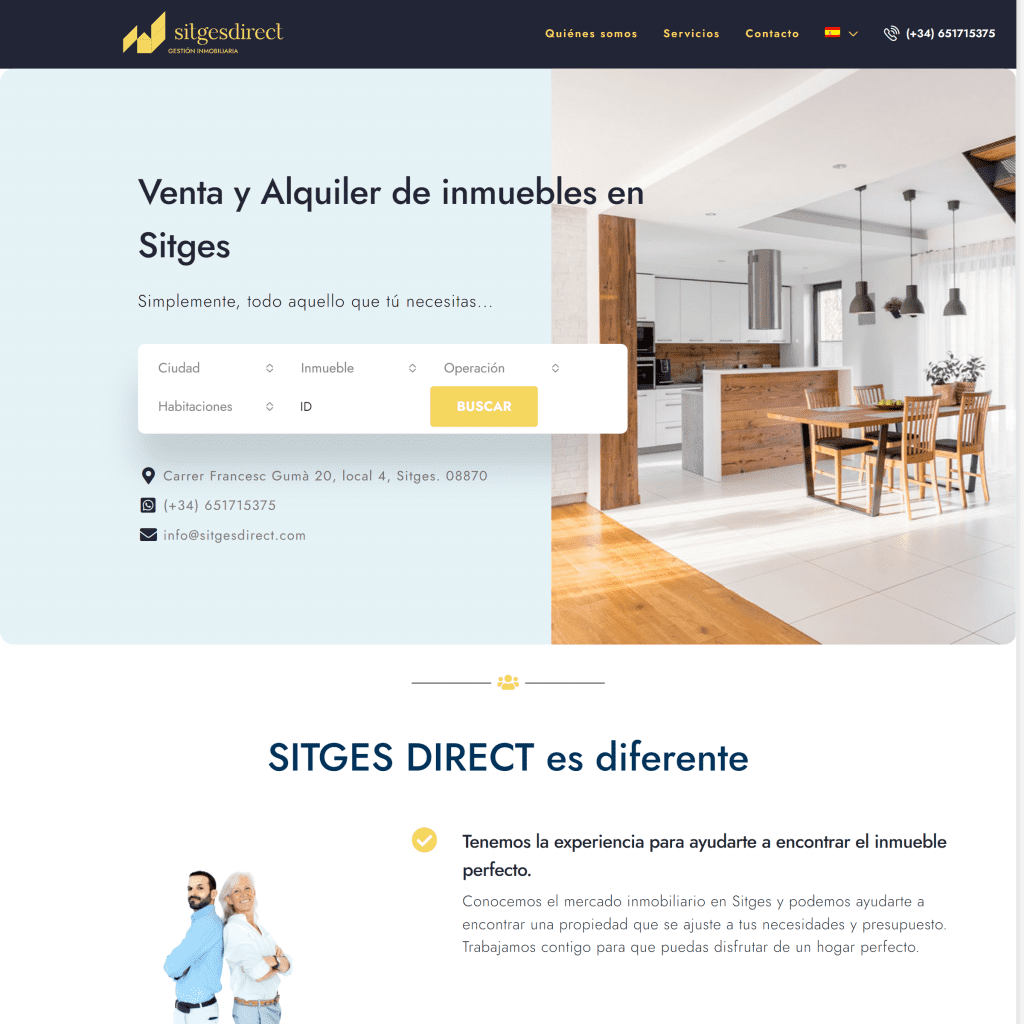 sitgesdirect
GESTIÓN INMOBILIARIA
Quiénes somos
Servicios
Contacto
(+34) 651715375
Venta y Alquiler de inmuebles en
Sitges
Simplemente, todo aquello que tú necesitas...
Ciudad
Inmueble
Operación
Habitaciones
ID
BUSCAR
Carrer Francesc Gumà 20, local 4, Sitges. 08870
(+34) 651715375
info@sitgesdirect.com
SITGES DIRECT es diferente
Tenemos la experiencia para ayudarte a encontrar el inmueble
perfecto.
Conocemos el mercado inmobiliario en Sitges y podemos ayudarte a
encontrar una propiedad que se ajuste a tus necesidades y presupuesto.
Trabajamos contigo para que puedas disfrutar de un hogar perfecto.